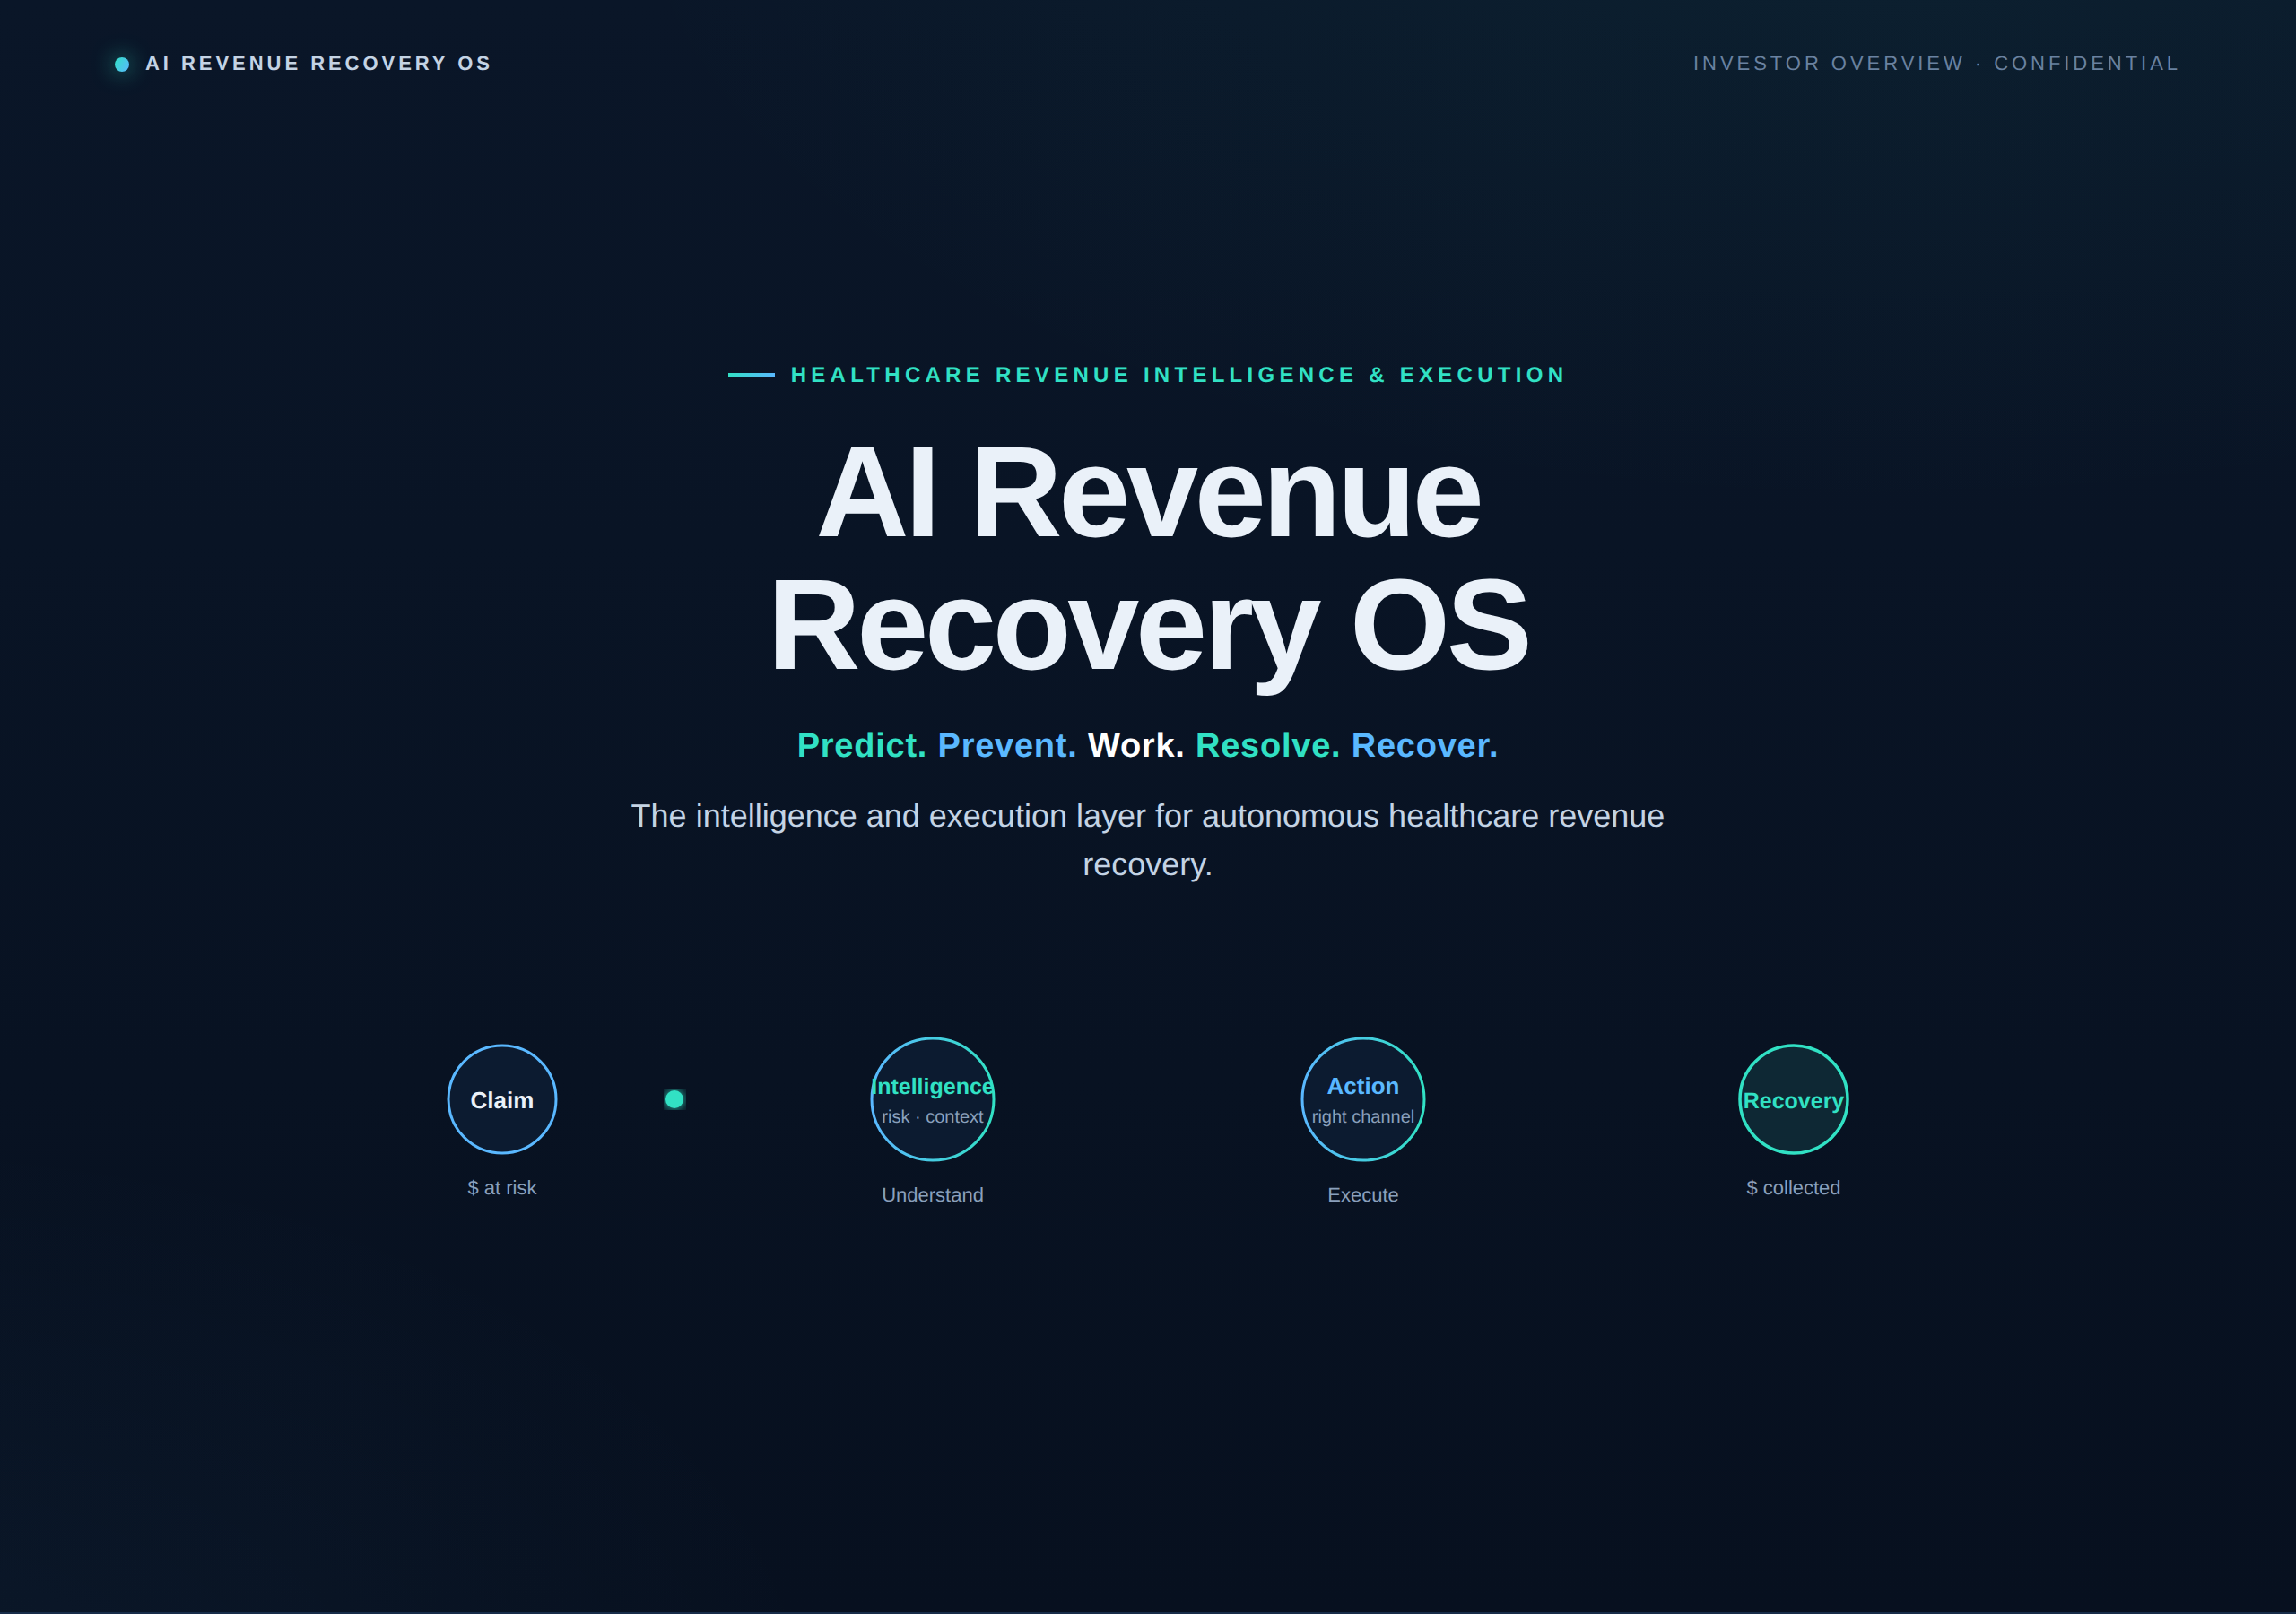 AI REVENUE RECOVERY OS
INVESTOR OVERVIEW · CONFIDENTIAL
HEALTHCARE REVENUE INTELLIGENCE & EXECUTION
AI Revenue
Recovery OS
Predict. Prevent. Work. Resolve. Recover.
The intelligence and execution layer for autonomous healthcare revenue
recovery.
Claim
$ at risk
Intelligence
risk · context
Understand
Action
right channel
Execute
Recovery
$ collected